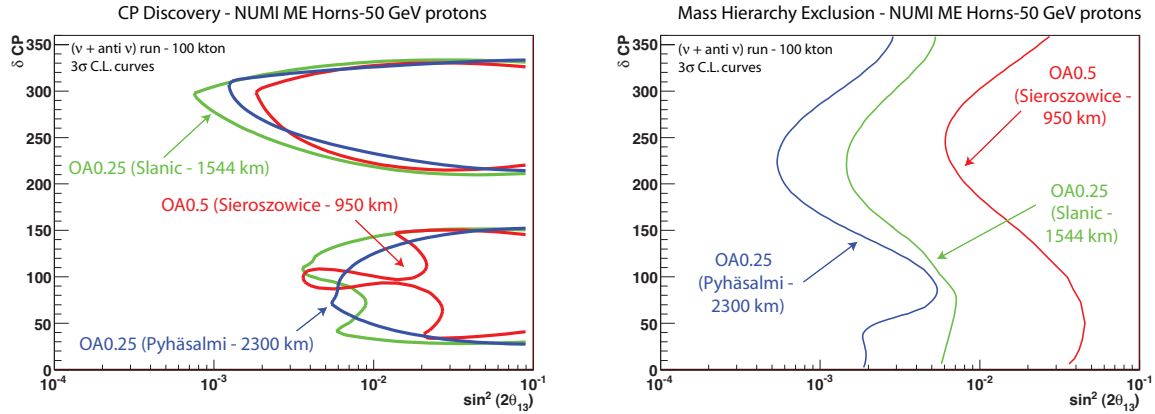 CP Discovery - NUMI ME Horns-50 GeV protons
δ CP
350
300
250
200
150
100
50
0
(ν + anti ν) run - 100 kton
3σ C.L. curves
OA0.25 (Slanic - 1544 km)
OA0.5 (Sieroszowice - 950 km)
OA0.25 (Pyhäsalmi - 2300 km)
10⁻⁴
10⁻³
10⁻²
10⁻¹
sin² (2θ₁₃)
Mass Hierarchy Exclusion - NUMI ME Horns-50 GeV protons
δ CP
350
300
250
200
150
100
50
0
(ν + anti ν) run - 100 kton
3σ C.L. curves
OA0.5
(Sieroszowice -
950 km)
OA0.25
(Slanic -
1544 km)
OA0.25
(Pyhäsalmi -
2300 km)
10⁻⁴
10⁻³
10⁻²
10⁻¹
sin² (2θ₁₃)